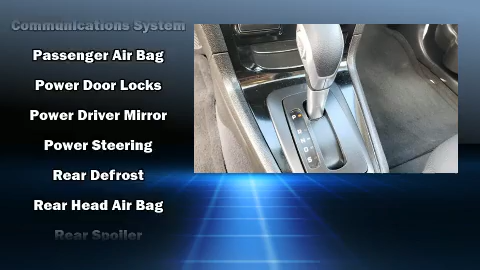 Communications System
Passenger Air Bag
Power Door Locks
Power Driver Mirror
Power Steering
Rear Defrost
Rear Head Air Bag
Rear Spoiler